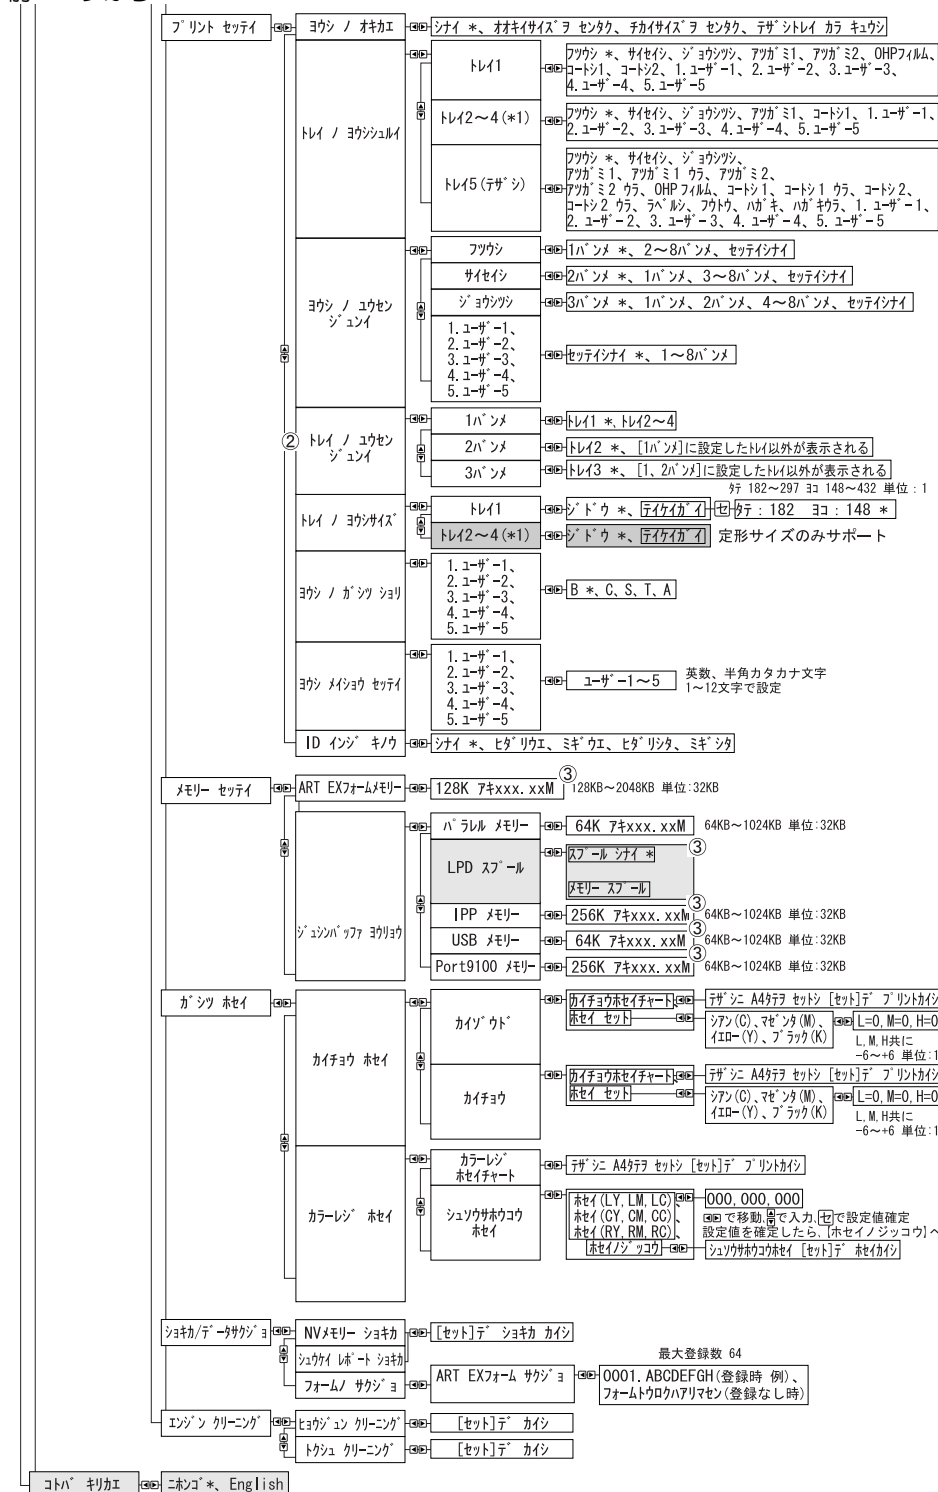 プリント セッテイ
ヨウシ ノ オキカエ
シナイ *、オオキイサイズヲ センタク、チカイサイズヲ センタク、テザシトレイ カラ キュウシ
トレイ ノ ヨウシシュルイ
トレイ1
フツウシ *、サイセイシ、ジョウシツシ、アツガミ1、アツガミ2、OHPフィルム、
コートシ1、コートシ2、1.ユーザー1、2.ユーザー2、3.ユーザー3、
4.ユーザー4、5.ユーザー5
トレイ2～4(*1)
フツウシ *、サイセイシ、ジョウシツシ、アツガミ1、コートシ1、1.ユーザー1、
2.ユーザー2、3.ユーザー3、4.ユーザー4、5.ユーザー5
トレイ5(テザシ)
フツウシ *、サイセイシ、ジョウシツシ、
アツガミ1、アツガミ1 ウラ、アツガミ2、
アツガミ2 ウラ、OHPフィルム、コートシ1、コートシ1 ウラ、コートシ2、
コートシ2 ウラ、ラベルシ、フウトウ、ハガキ、ハガキウラ、1.ユーザー1、
2.ユーザー2、3.ユーザー3、4.ユーザー4、5.ユーザー5
ヨウシ ノ ユウセン
ジュンイ
フツウシ
1バンメ *、2～8バンメ、セッテイシナイ
サイセイシ
2バンメ *、1バンメ、3～8バンメ、セッテイシナイ
ジョウシツシ
3バンメ *、1バンメ、2バンメ、4～8バンメ、セッテイシナイ
1.ユーザー1、
2.ユーザー2、
3.ユーザー3、
4.ユーザー4、
5.ユーザー5
セッテイシナイ *、1～8バンメ
②
トレイ ノ ユウセン
ジュンイ
1バンメ
トレイ1 *、トレイ2～4
2バンメ
トレイ2 *、[1バンメ]に設定したトレイ以外が表示される
3バンメ
トレイ3 *、[1、2バンメ]に設定したトレイ以外が表示される
タテ 182～297 ヨコ 148～432 単位：1
トレイ ノ ヨウシサイズ
トレイ1
ジドウ *、テイケイガイ
セ
タテ：182 ヨコ：148 *
トレイ2～4(*1)
ジドウ *、テイケイガイ
定形サイズのみサポート
ヨウシ ノ ガシツ ショリ
1.ユーザー1、
2.ユーザー2、
3.ユーザー3、
4.ユーザー4、
5.ユーザー5
B *、C、S、T、A
ヨウシ メイショウ セッテイ
1.ユーザー1、
2.ユーザー2、
3.ユーザー3、
4.ユーザー4、
5.ユーザー5
ユーザー1～5
英数、半角カタカナ文字
1～12文字で設定
ID インジ キノウ
シナイ *、ヒダリウエ、ミギウエ、ヒダリシタ、ミギシタ
メモリー セッテイ
ART EXフォームメモリー
128K アキxxx.xxM
③
128KB～2048KB 単位:32KB
ジュシンバッファ ヨウリョウ
パラレル メモリー
64K アキxxx.xxM
64KB～1024KB 単位:32KB
LPD スプール
スプール シナイ *
③
メモリー スプール
IPP メモリー
256K アキxxx.xxM
③
64KB～1024KB 単位:32KB
USB メモリー
64K アキxxx.xxM
③
64KB～1024KB 単位:32KB
Port9100 メモリー
256K アキxxx.xxM
③
64KB～1024KB 単位:32KB
ガシツ ホセイ
カイチョウ ホセイ
カイゾウド
カイチョウホセイチャート、
テザシニ A4タテヲ セットシ [セット]デ プリントカイシ
ホセイ セット
シアン(C)、マゼンタ(M)、
イエロー(Y)、ブラック(K)
L=0, M=0, H=0
L, M, H共に
-6～+6 単位:1
カイチョウ
カイチョウホセイチャート、
テザシニ A4タテヲ セットシ [セット]デ プリントカイシ
ホセイ セット
シアン(C)、マゼンタ(M)、
イエロー(Y)、ブラック(K)
L=0, M=0, H=0
L, M, H共に
-6～+6 単位:1
カラーレジ ホセイ
カラーレジ
ホセイチャート
テザシニ A4タテヲ セットシ [セット]デ プリントカイシ
シュソウサホウコウ
ホセイ
ホセイ(LY, LM, LC)、
ホセイ(CY, CM, CC)、
ホセイ(RY, RM, RC)、
000,000,000
で移動、で入力、セで設定値確定
設定値を確定したら、[ホセイノジッコウ]へ
ホセイノジッコウ
シュソウサホウコウホセイ [セット]デ ホセイカイシ
ショキカ/データサクジョ
NVメモリー ショキカ
[セット]デ ショキカ カイシ
シュウケイ レポート ショキカ
フォームノ サクジョ
ART EXフォーム サクジョ
最大登録数 64
0001. ABCDEFGH(登録時 例)、
フォームトウロクハアリマセン(登録なし時)
エンジン クリーニング
ヒョウジュン クリーニング
[セット]デ カイシ
トクシュ クリーニング
[セット]デ カイシ
コトバ キリカエ
ニホンゴ*、English